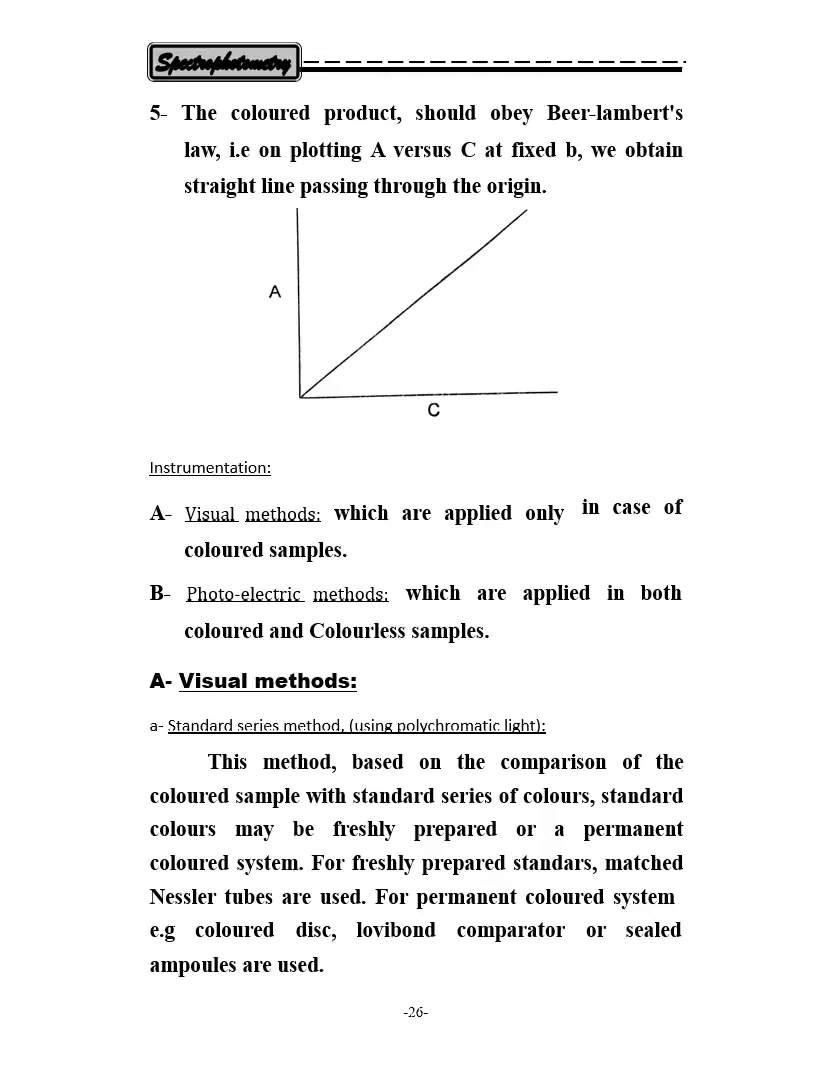 Spectrophotometry
5- The coloured product, should obey Beer-lambert's
law, i.e on plotting A versus C at fixed b, we obtain
straight line passing through the origin.
A
C
Instrumentation:
A- Visual methods: which are applied only in case of
coloured samples.
B- Photo-electric methods: which are applied in both
coloured and Colourless samples.
A- Visual methods:
a- Standard series method, (using polychromatic light):
This method, based on the comparison of the
coloured sample with standard series of colours, standard
colours may be freshly prepared or a permanent
coloured system. For freshly prepared standars, matched
Nessler tubes are used. For permanent coloured system
e.g coloured disc, lovibond comparator or sealed
ampoules are used.
-26-